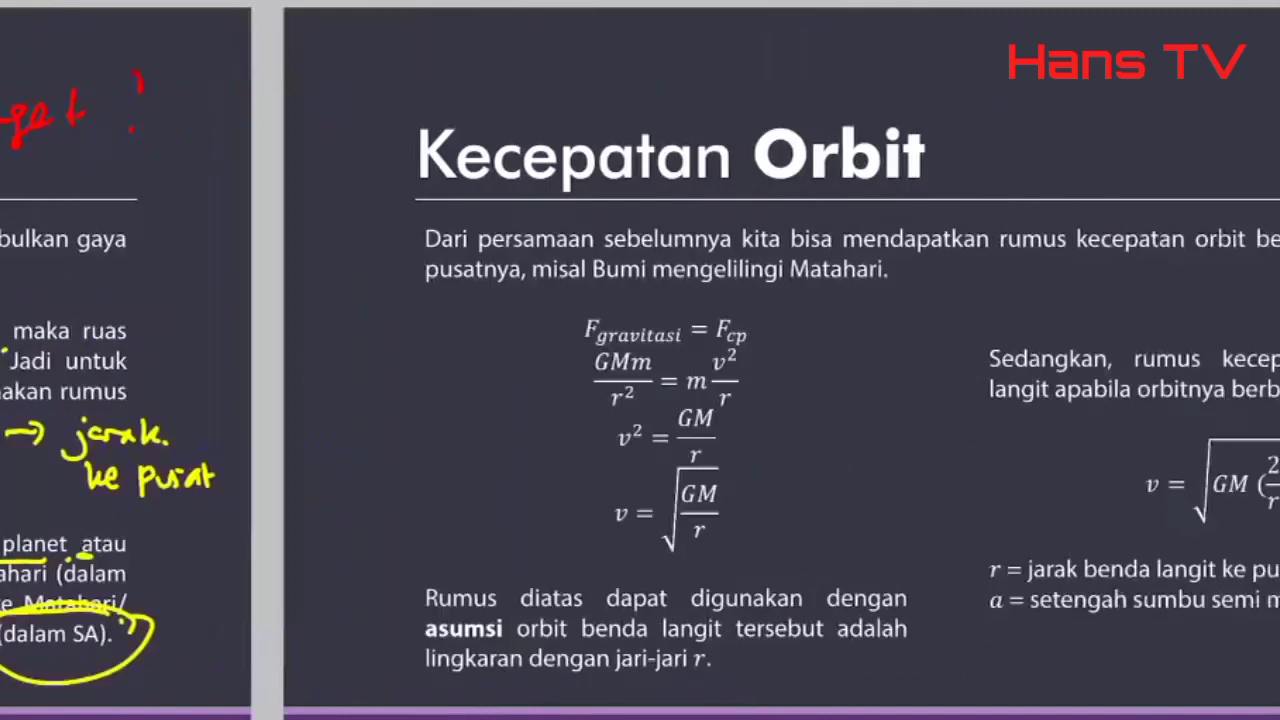 Hans TV
get ?
bulkan gaya
maka ruas
Jadi untuk
akan rumus
→ jarak
ke pusat
planet atau
ahari (dalam
e Matahari/
(dalam SA).
Kecepatan Orbit
Dari persamaan sebelumnya kita bisa mendapatkan rumus kecepatan orbit be
pusatnya, misal Bumi mengelilingi Matahari.
F_gravitasi = F_cp
GMm/r² = m v²/r
v² = GM/r
v = √(GM/r)
Rumus diatas dapat digunakan dengan
asumsi orbit benda langit tersebut adalah
lingkaran dengan jari-jari r.
Sedangkan, rumus kecep
langit apabila orbitnya berb
v = √GM (2/r
r = jarak benda langit ke pu
a = setengah sumbu semi m